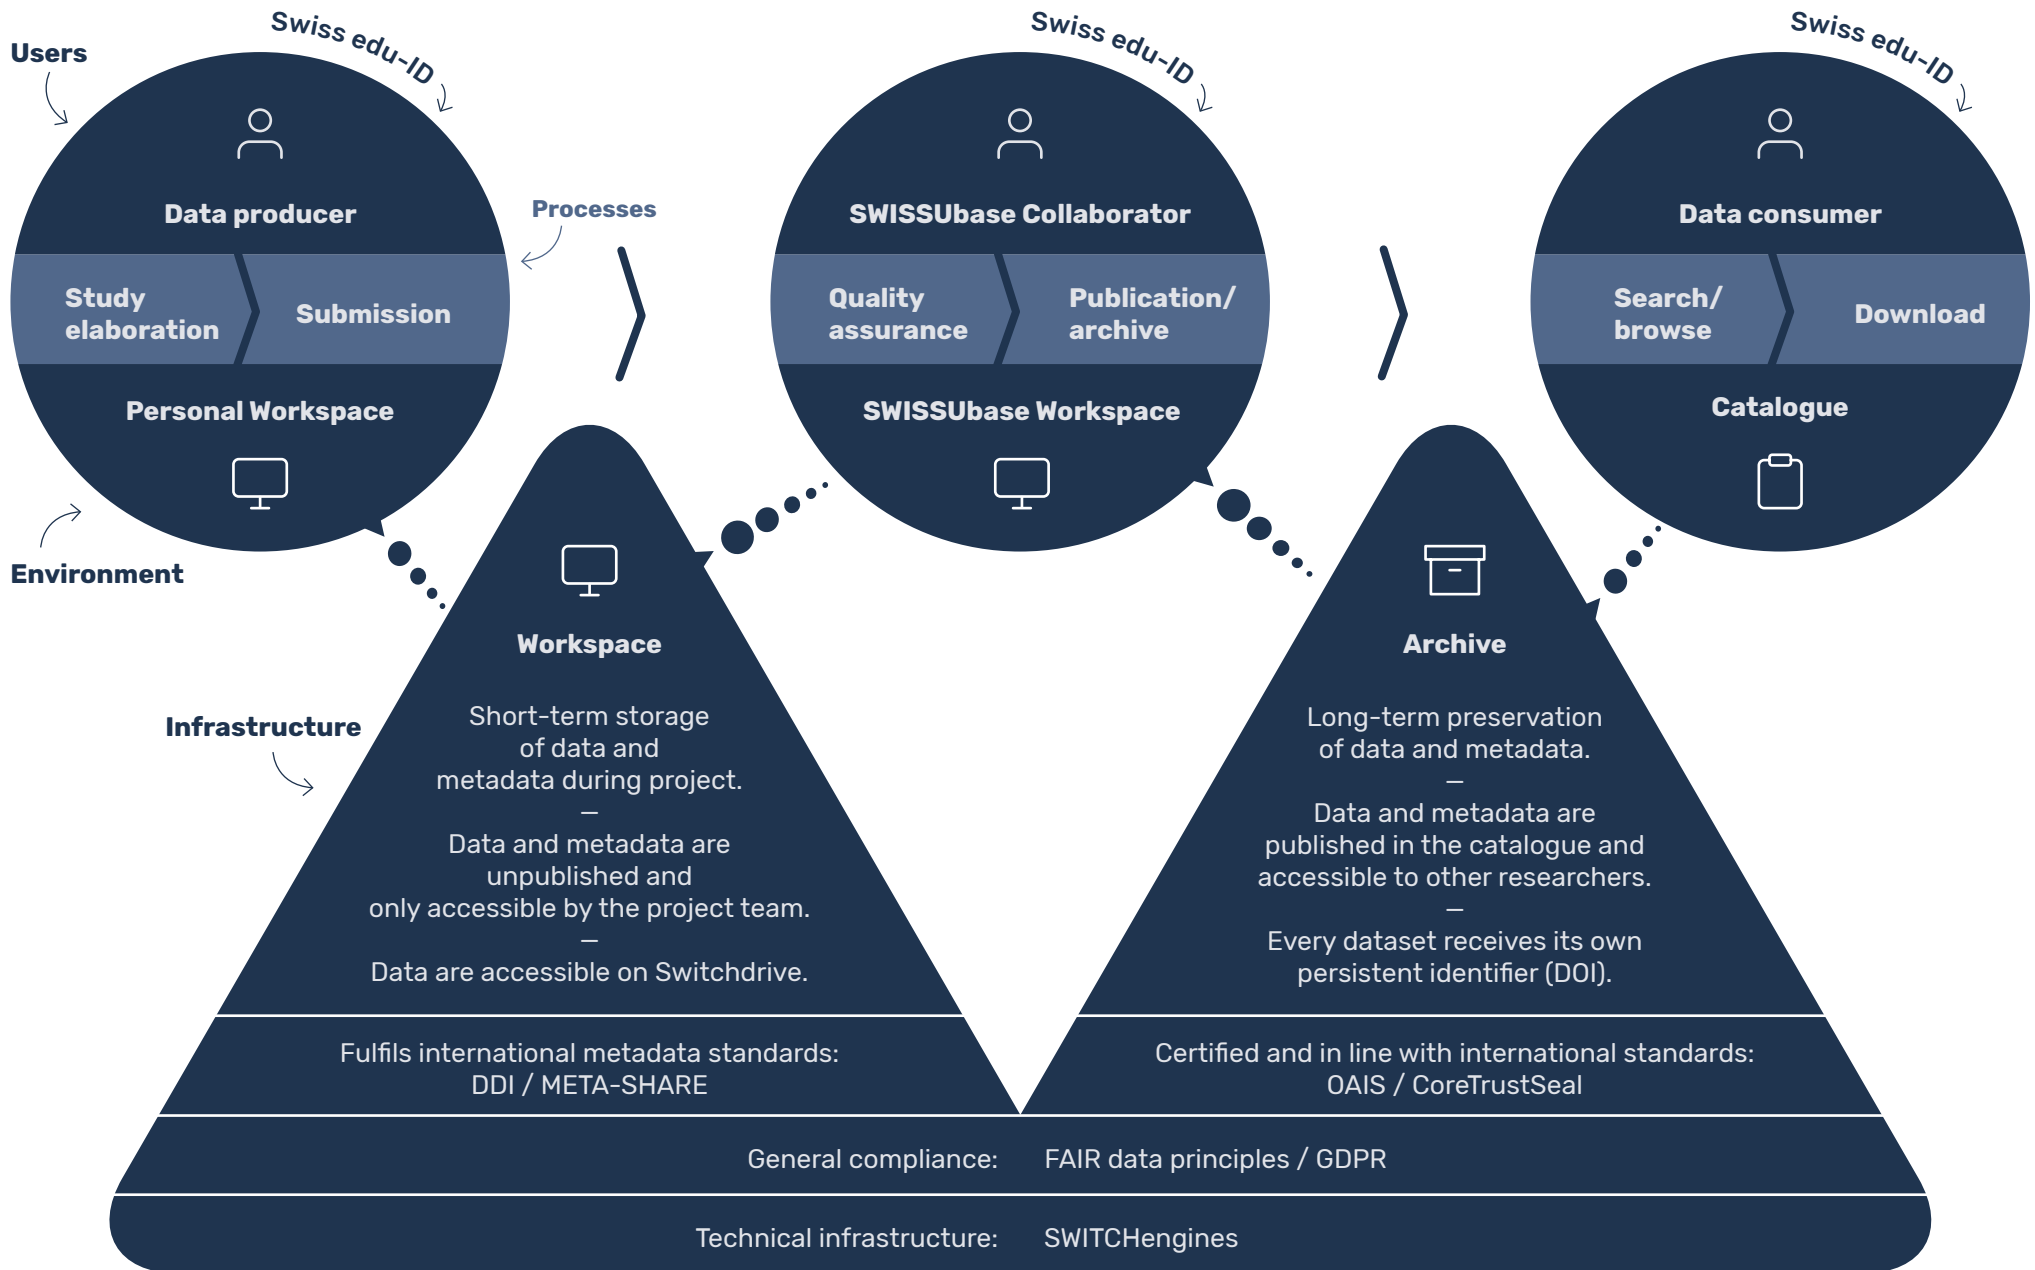 Users
Swiss edu-ID
Data producer
Study
elaboration
Submission
Personal Workspace
Processes
Environment
Swiss edu-ID
SWISSUbase Collaborator
Quality
assurance
Publication/
archive
SWISSUbase Workspace
Swiss edu-ID
Data consumer
Search/
browse
Download
Catalogue
Infrastructure
Workspace
Short-term storage
of data and
metadata during project.
—
Data and metadata are
unpublished and
only accessible by the project team.
—
Data are accessible on Switchdrive.
Fulfils international metadata standards:
DDI / META-SHARE
Archive
Long-term preservation
of data and metadata.
—
Data and metadata are
published in the catalogue and
accessible to other researchers.
—
Every dataset receives its own
persistent identifier (DOI).
Certified and in line with international standards:
OAIS / CoreTrustSeal
General compliance: FAIR data principles / GDPR
Technical infrastructure: SWITCHengines